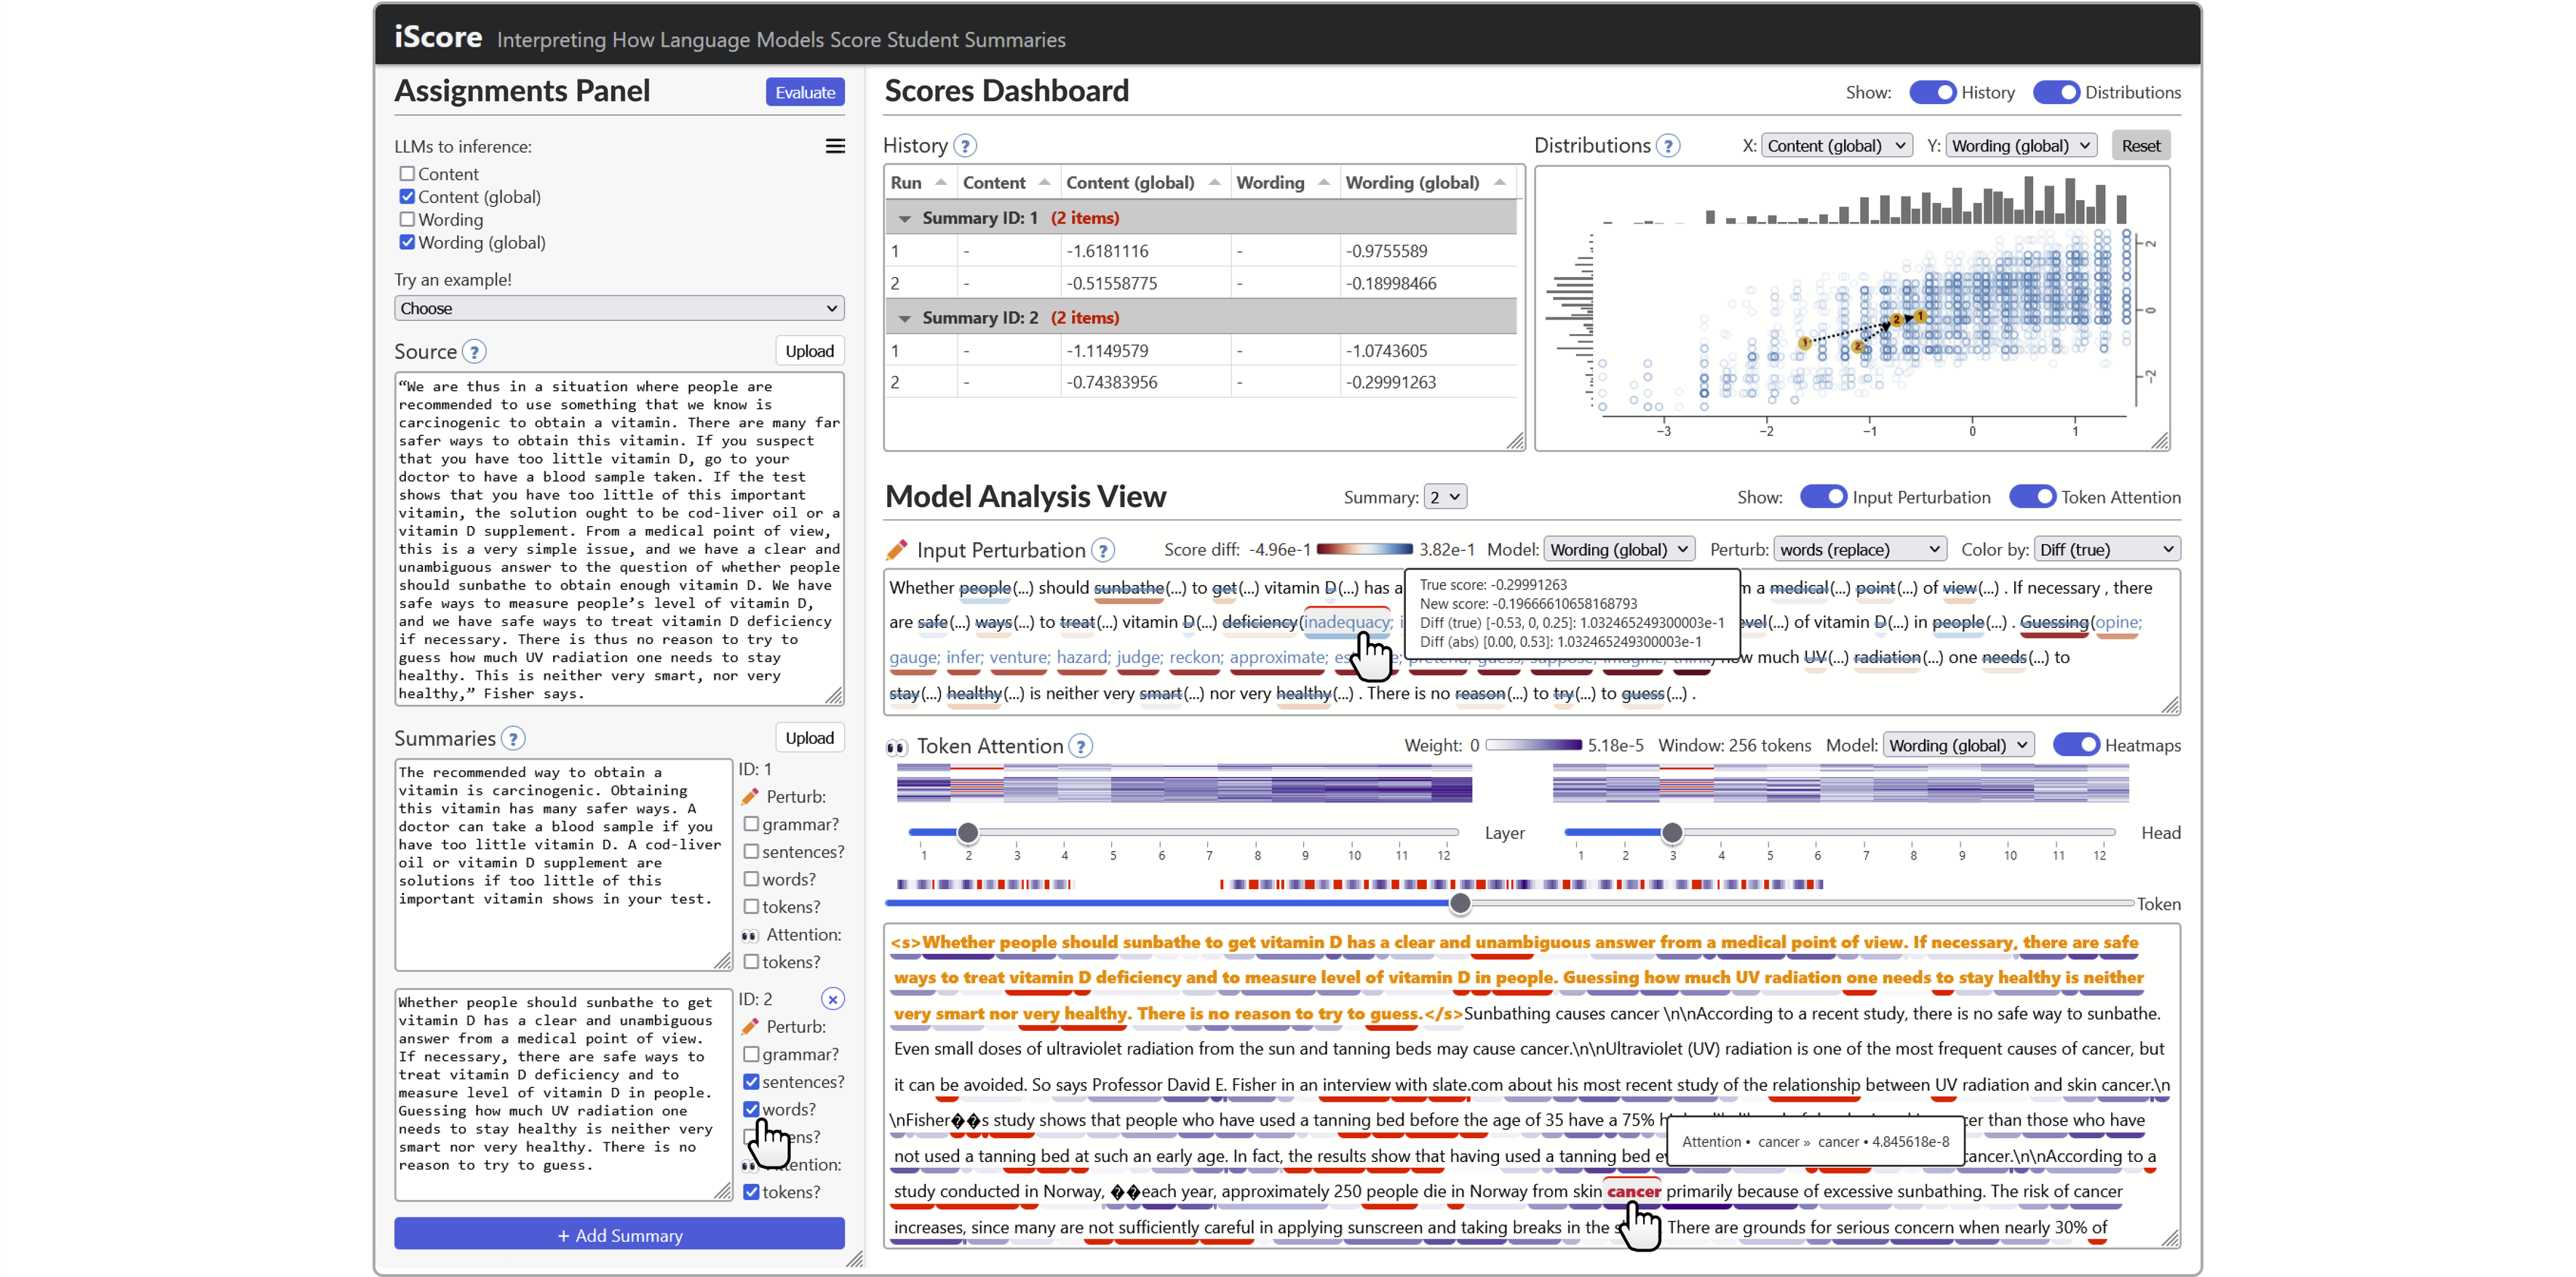 iScore Interpreting How Language Models Score Student Summaries
Assignments Panel Evaluate
LLMs to inference:
Content
Content (global)
Wording
Wording (global)
Try an example!
Choose
Source ? Upload
“We are thus in a situation where people are
recommended to use something that we know is
carcinogenic to obtain a vitamin. There are many far
safer ways to obtain this vitamin. If you suspect
that you have too little vitamin D, go to your
doctor to have a blood sample taken. If the test
shows that you have too little of this important
vitamin, the solution ought to be cod-liver oil or a
vitamin D supplement. From a medical point of view,
this is a very simple issue, and we have a clear and
unambiguous answer to the question of whether people
should sunbathe to obtain enough vitamin D. We have
safe ways to measure people’s level of vitamin D,
and we have safe ways to treat vitamin D deficiency
if necessary. There is thus no reason to try to
guess how much UV radiation one needs to stay
healthy. This is neither very smart, nor very
healthy,” Fisher says.
Summaries ? Upload
The recommended way to obtain a
vitamin is carcinogenic. Obtaining
this vitamin has many safer ways. A
doctor can take a blood sample if you
have too little vitamin D. A cod-liver
oil or vitamin D supplement are
solutions if too little of this
important vitamin shows in your test.
ID: 1
Perturb:
grammar?
sentences?
words?
tokens?
Attention:
tokens?
Whether people should sunbathe to get
vitamin D has a clear and unambiguous
answer from a medical point of view.
If necessary, there are safe ways to
treat vitamin D deficiency and to
measure level of vitamin D in people.
Guessing how much UV radiation one
needs to stay healthy is neither very
smart nor very healthy. There is no
reason to try to guess.
ID: 2
Perturb:
grammar?
sentences?
words?
ens?
ention:
tokens?
+ Add Summary
Scores Dashboard Show: History Distributions
History ?
Run Content Content (global) Wording Wording (global)
Summary ID: 1 (2 items)
1 - -1.6181116 - -0.9755589
2 - -0.51558775 - -0.18998466
Summary ID: 2 (2 items)
1 - -1.1149579 - -1.0743605
2 - -0.74383956 - -0.29991263
Distributions ? X: Content (global) Y: Wording (global) Reset
2
0
−2
1 2 2 1
−3 −2 −1 0 1
Model Analysis View Summary: 2 Show: Input Perturbation Token Attention
Input Perturbation ? Score diff: -4.96e-1 3.82e-1 Model: Wording (global) Perturb: words (replace) Color by: Diff (true)
Whether people(...) should sunbathe(...) to get(...) vitamin D(...) has a m a medical(...) point(...) of view(...) . If necessary , there
are safe(...) ways(...) to treat(...) vitamin D(...) deficiency(inadequacy; i vel(...) of vitamin D(...) in people(...) . Guessing(opine;
gauge; infer; venture; hazard; judge; reckon; approximate; es e; pretend; guess; suppose; imagine; think) how much UV(...) radiation(...) one needs(...) to
stay(...) healthy(...) is neither very smart(...) nor very healthy(...) . There is no reason(...) to try(...) to guess(...) .
True score: -0.29991263
New score: -0.19666610658168793
Diff (true) [-0.53, 0, 0.25]: 1.032465249300003e-1
Diff (abs) [0.00, 0.53]: 1.032465249300003e-1
Token Attention ? Weight: 0 5.18e-5 Window: 256 tokens Model: Wording (global) Heatmaps
Layer
1 2 3 4 5 6 7 8 9 10 11 12
Head
1 2 3 4 5 6 7 8 9 10 11 12
Token
<s>Whether people should sunbathe to get vitamin D has a clear and unambiguous answer from a medical point of view. If necessary, there are safe
ways to treat vitamin D deficiency and to measure level of vitamin D in people. Guessing how much UV radiation one needs to stay healthy is neither
very smart nor very healthy. There is no reason to try to guess.</s>Sunbathing causes cancer \n\nAccording to a recent study, there is no safe way to sunbathe.
Even small doses of ultraviolet radiation from the sun and tanning beds may cause cancer.\n\nUltraviolet (UV) radiation is one of the most frequent causes of cancer, but
it can be avoided. So says Professor David E. Fisher in an interview with slate.com about his most recent study of the relationship between UV radiation and skin cancer.\n
\nFisher��s study shows that people who have used a tanning bed before the age of 35 have a 75% h cer than those who have
not used a tanning bed at such an early age. In fact, the results show that having used a tanning bed e cancer.\n\nAccording to a
study conducted in Norway, ��each year, approximately 250 people die in Norway from skin cancer primarily because of excessive sunbathing. The risk of cancer
increases, since many are not sufficiently careful in applying sunscreen and taking breaks in the s There are grounds for serious concern when nearly 30% of
Attention • cancer » cancer • 4.845618e-8